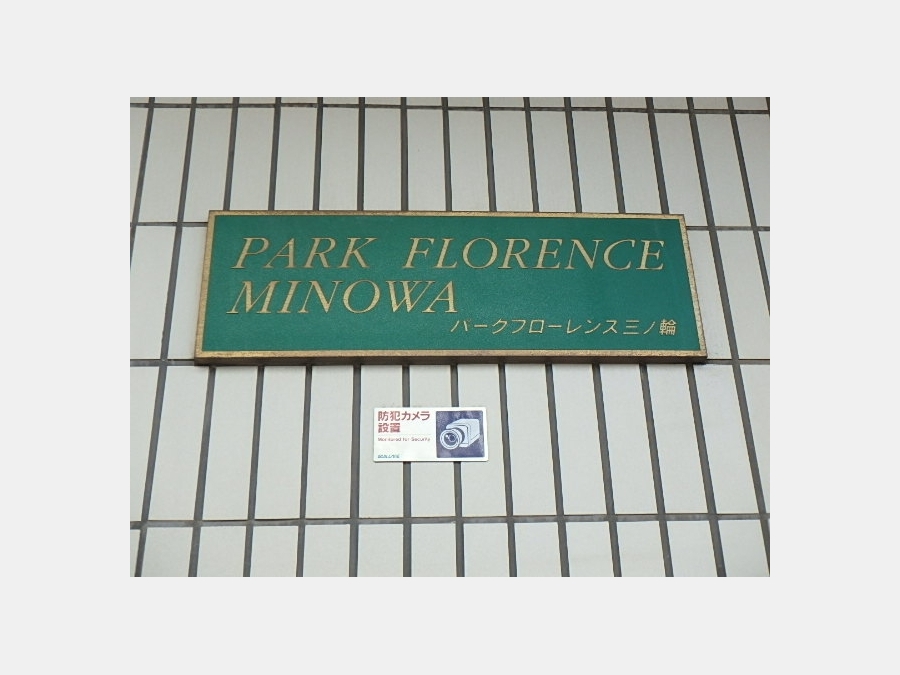 PARK FLORENCE
MINOWA
パークフローレンス三ノ輪
防犯カメラ
設置
Monitored for Security